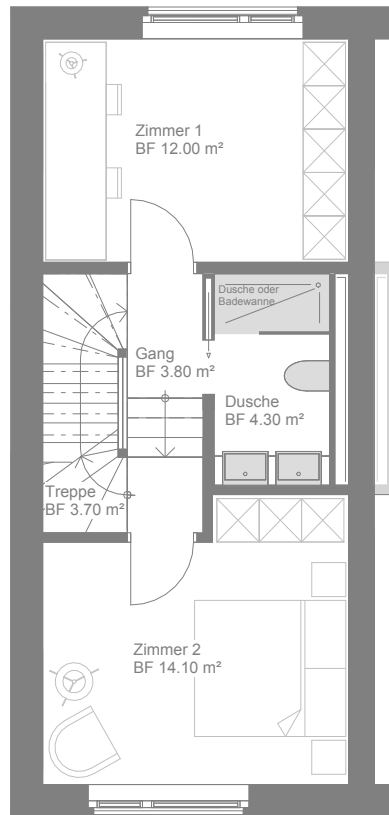 Zimmer 1
BF 12.00 m²
Dusche oder
Badewanne
Gang
BF 3.80 m²
Dusche
BF 4.30 m²
Treppe
BF 3.70 m²
Zimmer 2
BF 14.10 m²